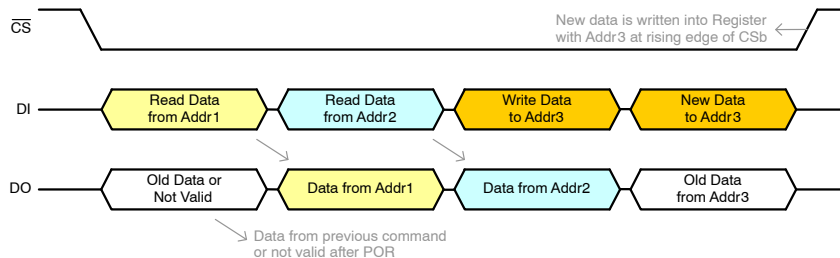 CS
New data is written into Register
with Addr3 at rising edge of CSb
DI
Read Data
from Addr1
Read Data
from Addr2
Write Data
to Addr3
New Data
to Addr3
DO
Old Data or
Not Valid
Data from Addr1
Data from Addr2
Old Data
from Addr3
Data from previous command
or not valid after POR